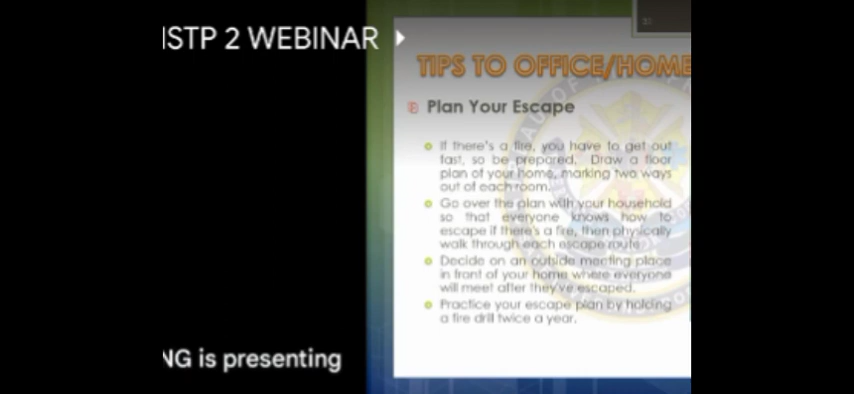 ISTP 2 WEBINAR
TIPS TO OFFICE/HOME
Plan Your Escape
If there's a fire, you have to get out
fast, so be prepared. Draw a floor
plan of your home, marking two ways
out of each room.
Go over the plan with your household
so that everyone knows how to
escape if there's a fire, then physically
walk through each escape route
Decide on an outside meeting place
in front of your home where everyone
will meet after they've escaped.
Practice your escape plan by holding
a fire drill twice a year.
NG is presenting